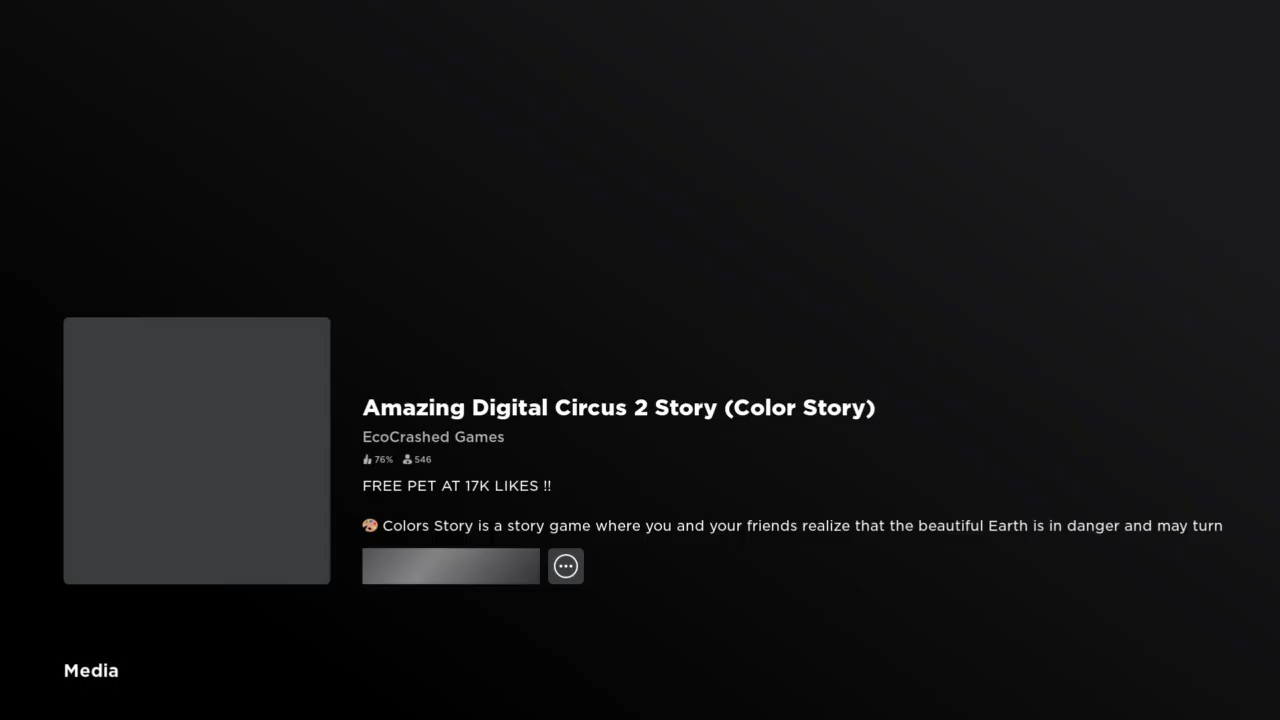 Amazing Digital Circus 2 Story (Color Story)
EcoCrashed Games
76% 546
FREE PET AT 17K LIKES !!
🎨 Colors Story is a story game where you and your friends realize that the beautiful Earth is in danger and may turn
Media